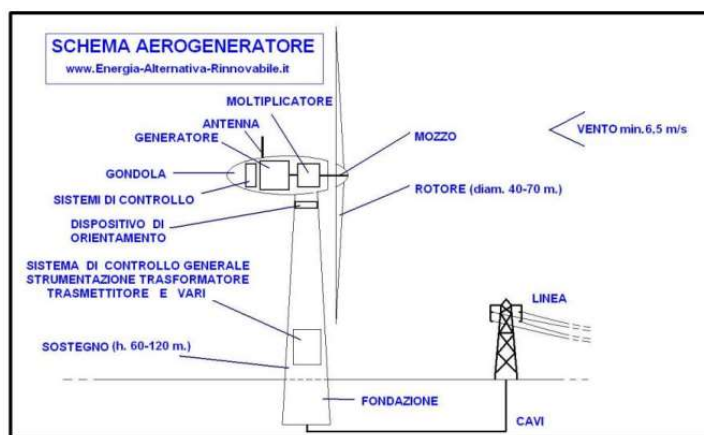 SCHEMA AEROGENERATORE
www.Energia-Alternativa-Rinnovabile.it
MOLTIPLICATORE
ANTENNA
GENERATORE
MOZZO
VENTO min.6,5 m/s
GONDOLA
ROTORE (diam. 40-70 m.)
SISTEMI DI CONTROLLO
DISPOSITIVO DI
ORIENTAMENTO
SISTEMA DI CONTROLLO GENERALE
STRUMENTAZIONE TRASFORMATORE
TRASMETTITORE E VARI
LINEA
SOSTEGNO (h. 60-120 m.)
FONDAZIONE
CAVI